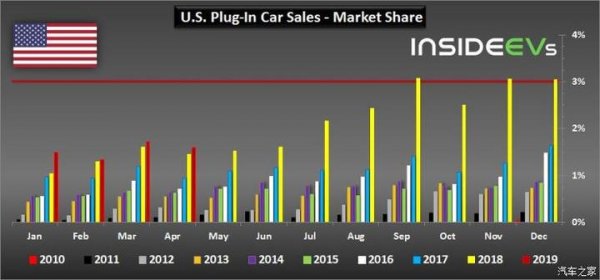 U.S. Plug-In Car Sales - Market Share
INSIDEEVs
4%
3%
2%
1%
0%
Jan Feb Mar Apr May Jun Jul Aug Sep Oct Nov Dec
2010 2011 2012 2013 2014 2015 2016 2017 2018 2019
汽车之家